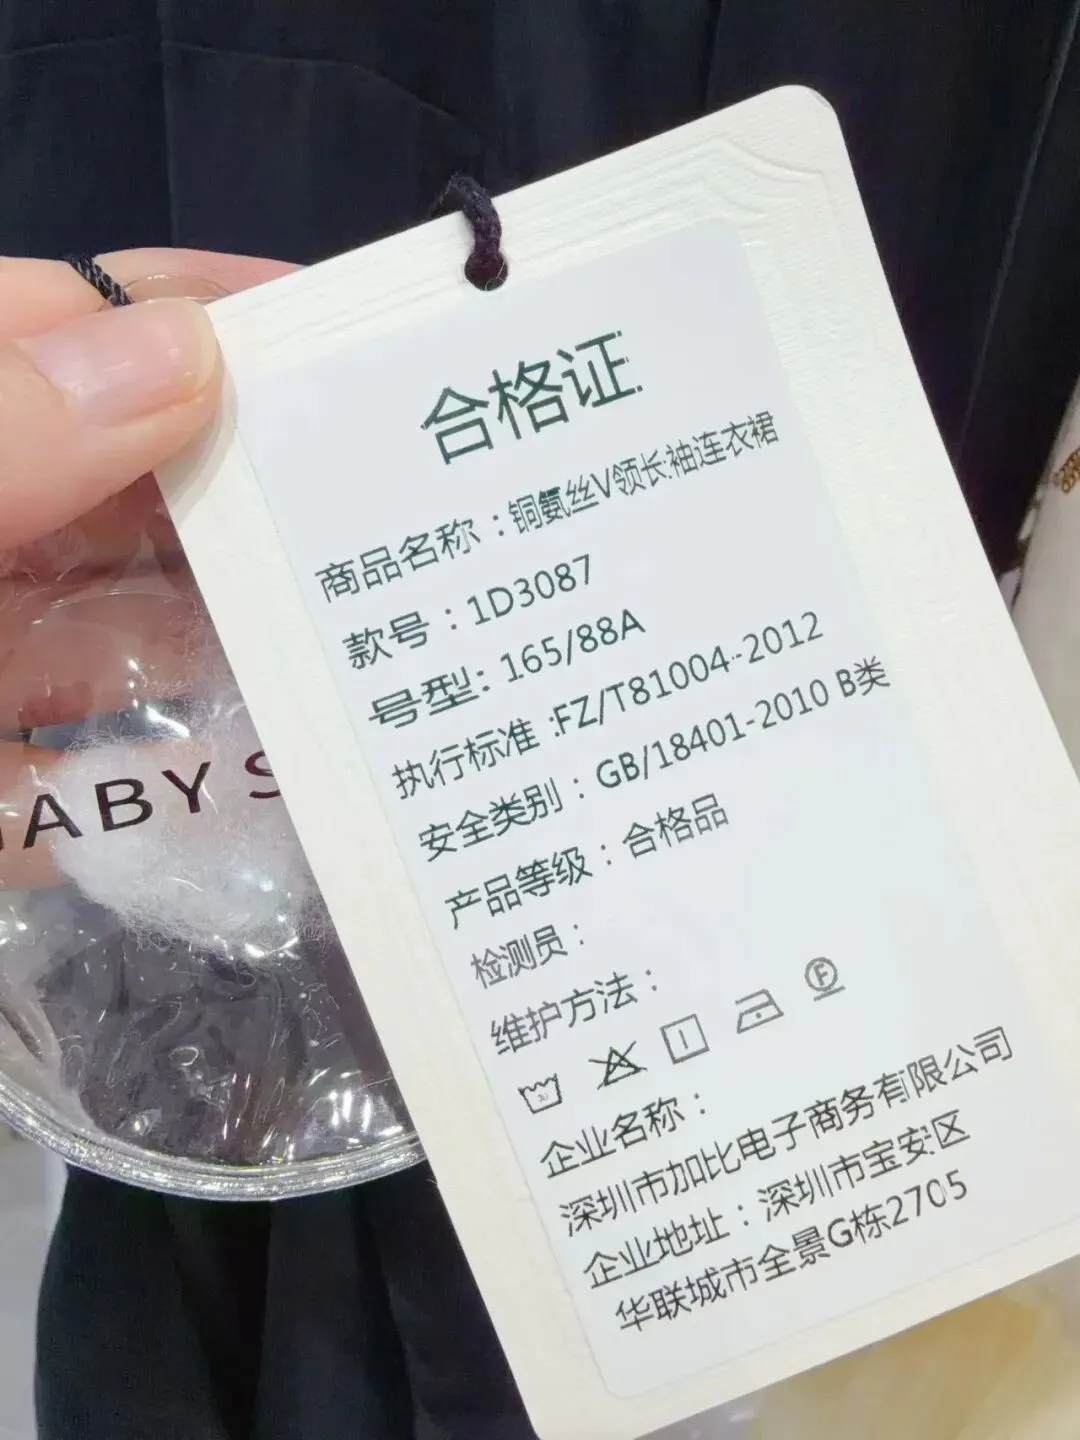 合格证
商品名称：铜氨丝V领长袖连衣裙
款号：1D3087
号型：165/88A
执行标准：FZ/T81004-2012
安全类别：GB/18401-2010 B类
产品等级：合格品
检测员：
维护方法：
企业名称：
深圳市加比电子商务有限公司
企业地址：深圳市宝安区
华联城市全景G栋2705
ABY S